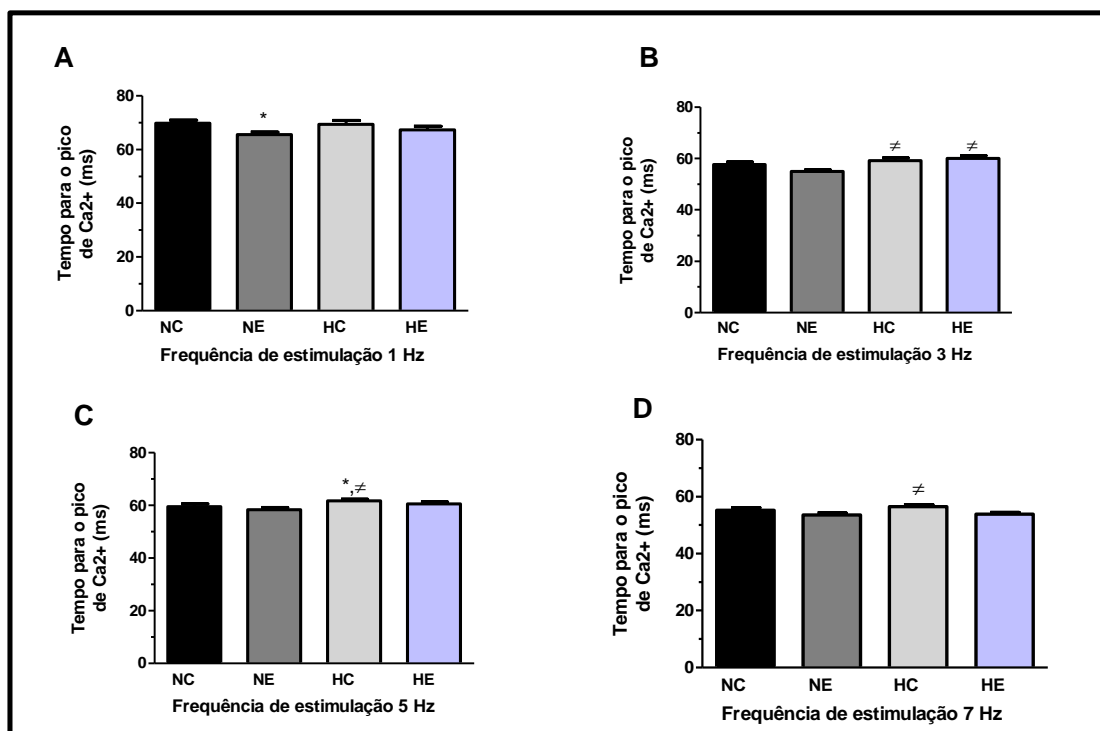 A
Tempo para o pico
de Ca2+ (ms)
80
60
40
20
0
*
NC NE HC HE
Frequência de estimulação 1 Hz
B
Tempo para o pico
de Ca2+ (ms)
80
60
40
20
0
≠ ≠
NC NE HC HE
Frequência de estimulação 3 Hz
C
Tempo para o pico
de Ca2+ (ms)
80
60
40
20
0
*,≠
NC NE HC HE
Frequência de estimulação 5 Hz
D
Tempo para o pico
de Ca2+ (ms)
80
60
40
20
0
≠
NC NE HC HE
Frequência de estimulação 7 Hz